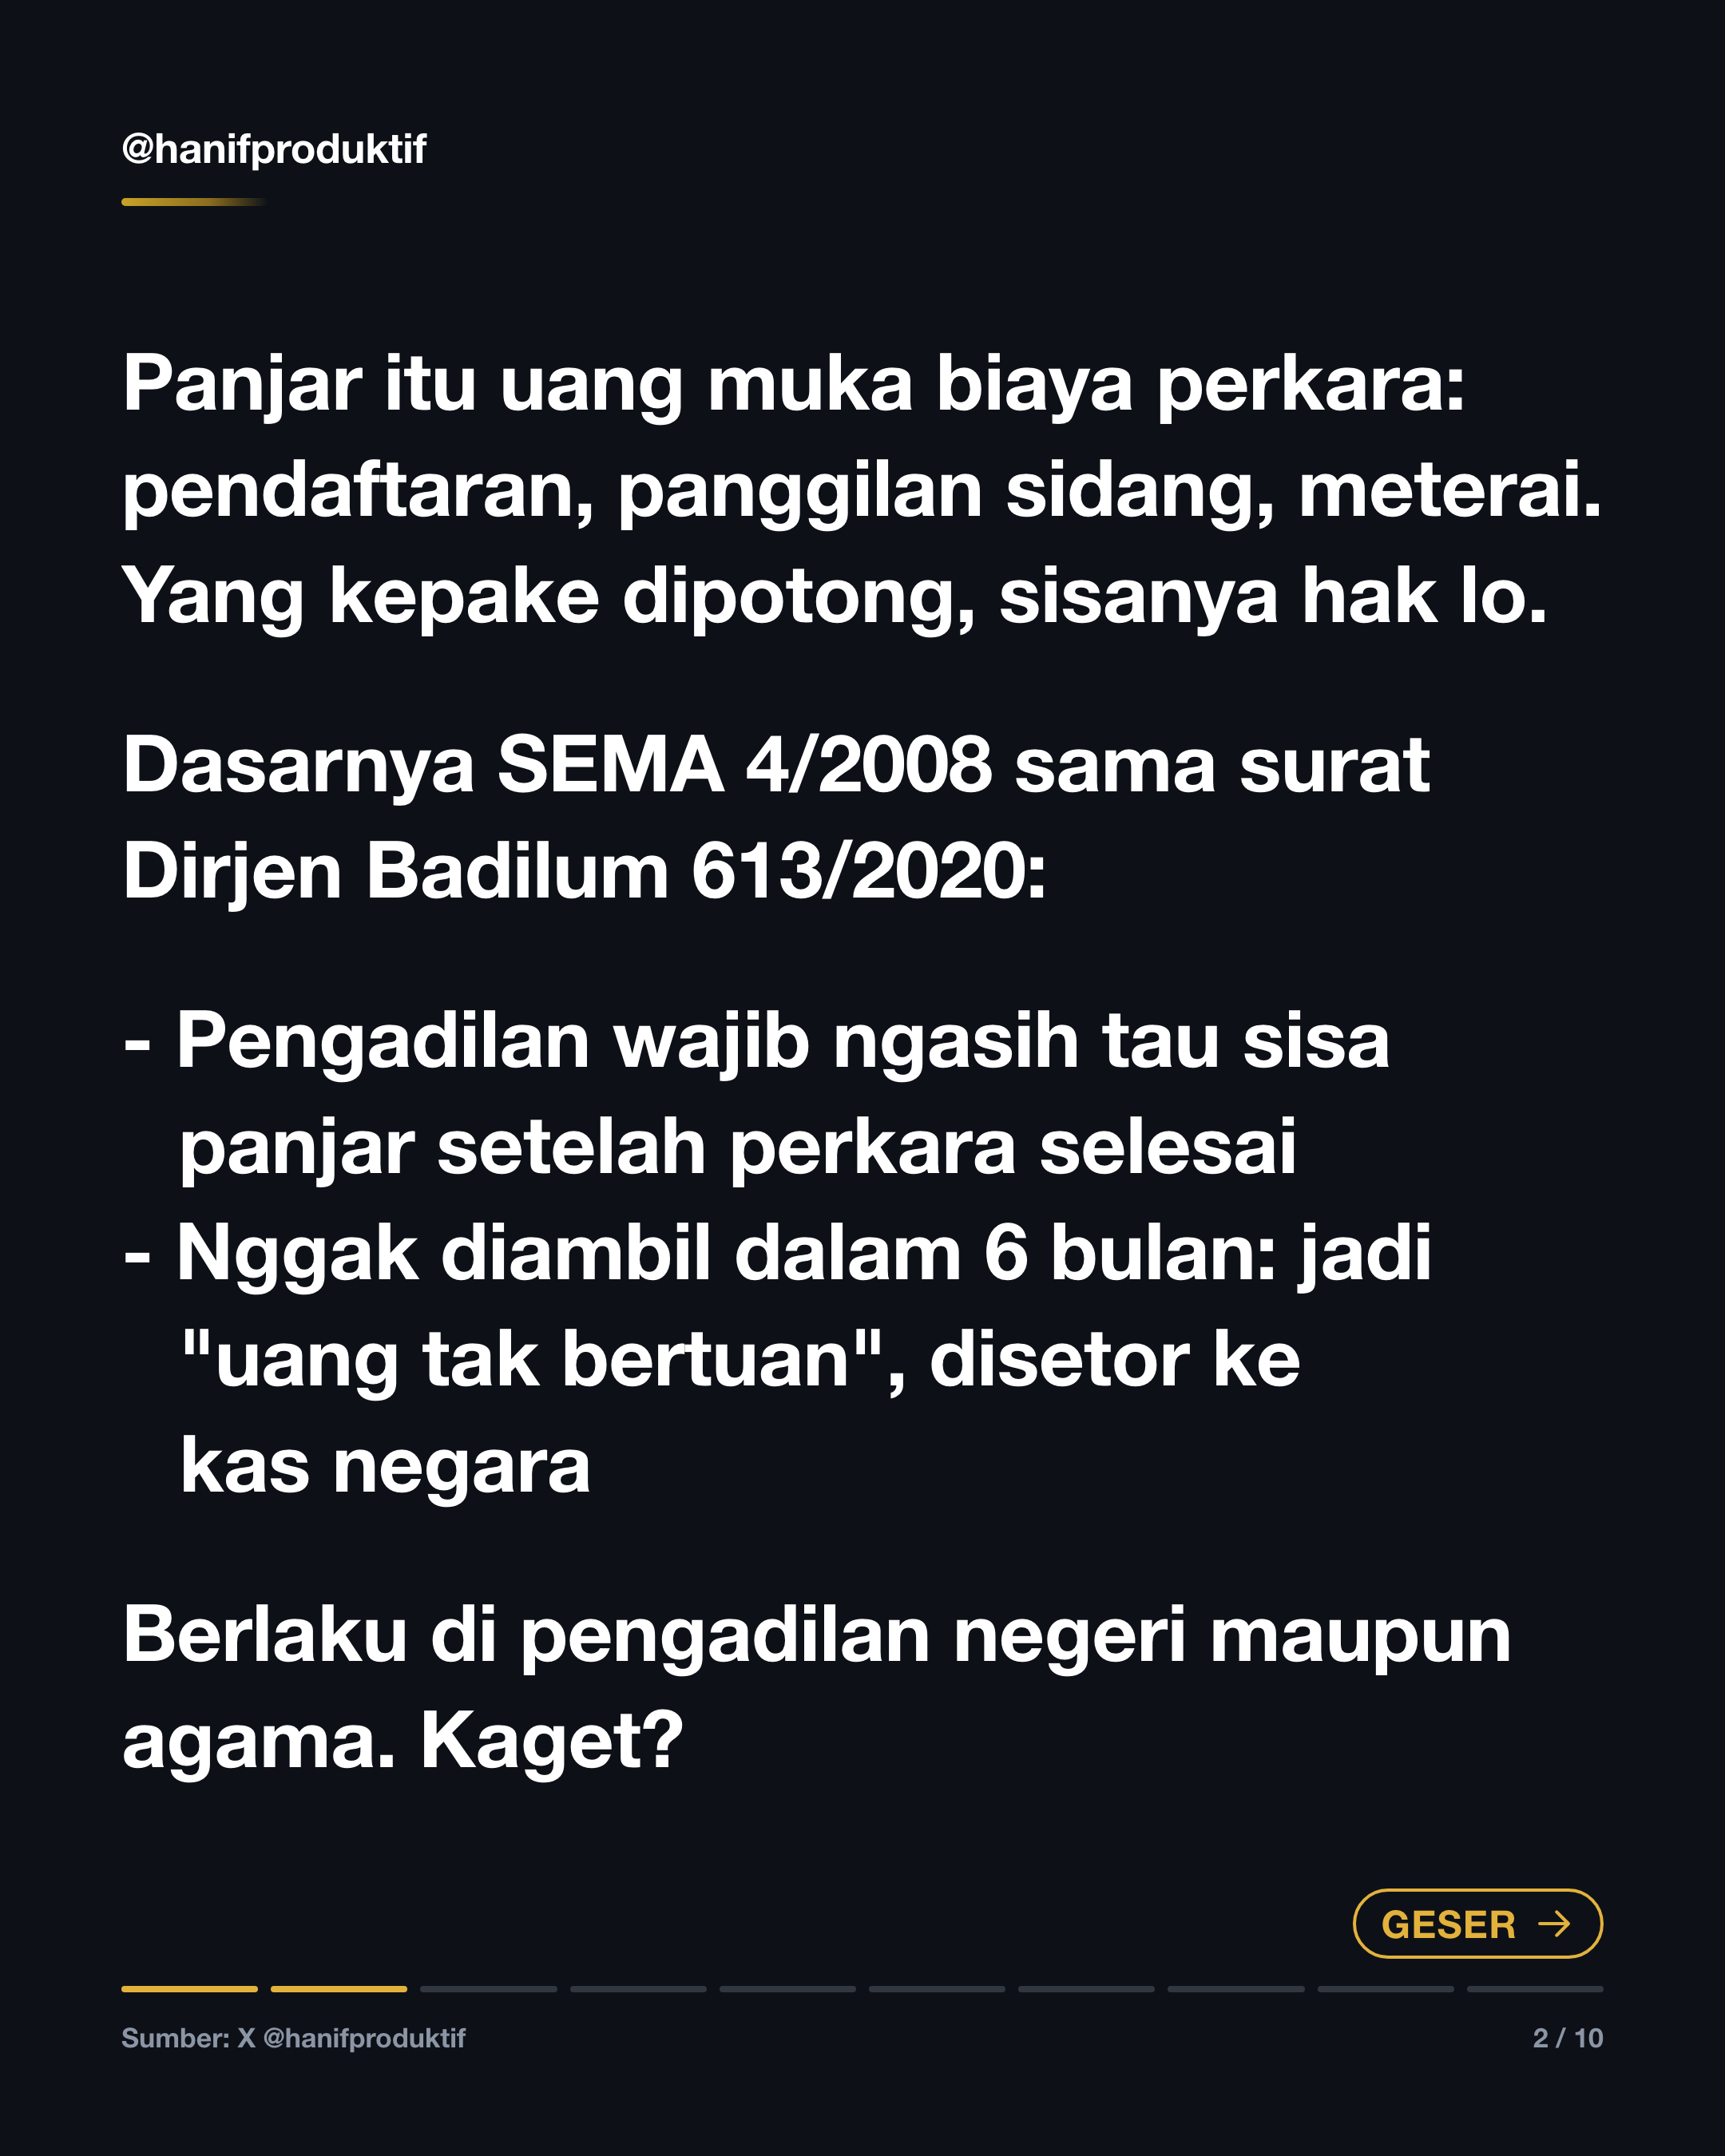 @hanifproduktif
Panjar itu uang muka biaya perkara:
pendaftaran, panggilan sidang, meterai.
Yang kepake dipotong, sisanya hak lo.
Dasarnya SEMA 4/2008 sama surat
Dirjen Badilum 613/2020:
- Pengadilan wajib ngasih tau sisa
panjar setelah perkara selesai
- Nggak diambil dalam 6 bulan: jadi
"uang tak bertuan", disetor ke
kas negara
Berlaku di pengadilan negeri maupun
agama. Kaget?
GESER →
Sumber: X @hanifproduktif
2 / 10